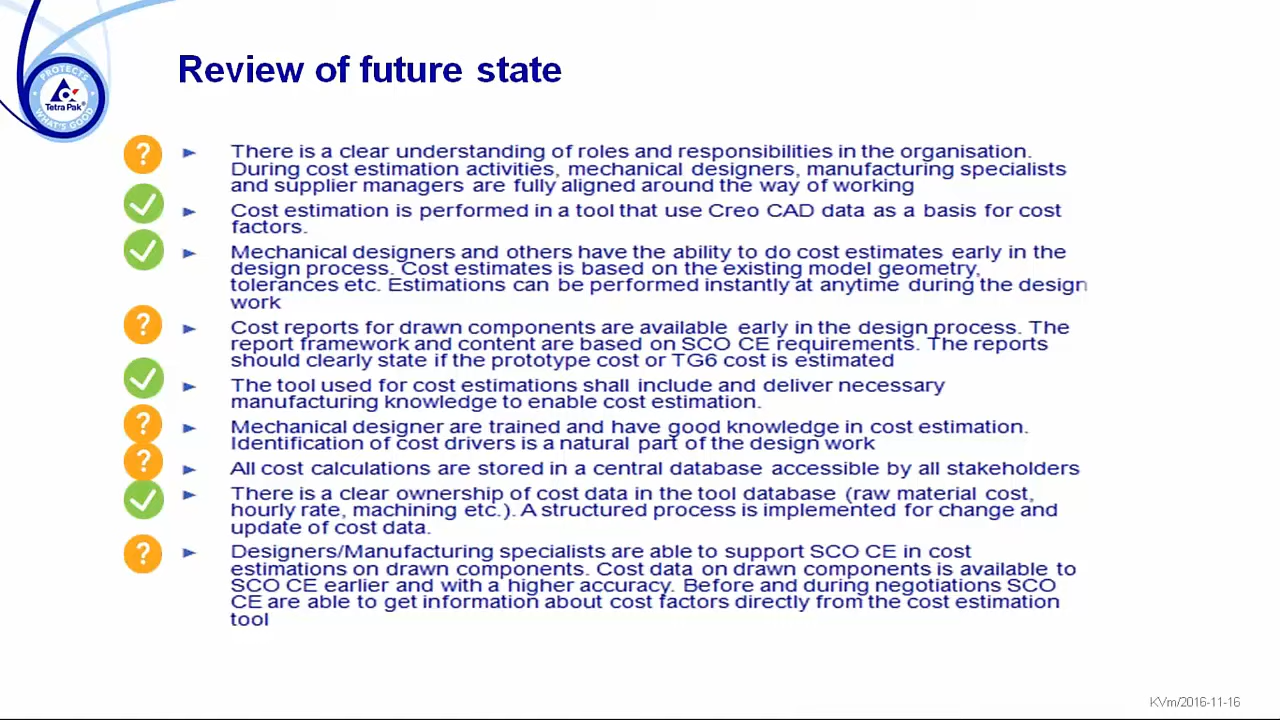 Review of future state
PROTECTS
Tetra Pak®
WHAT'S GOOD
? ► There is a clear understanding of roles and responsibilities in the organisation.
During cost estimation activities, mechanical designers, manufacturing specialists
and supplier managers are fully aligned around the way of working
► Cost estimation is performed in a tool that use Creo CAD data as a basis for cost
factors.
► Mechanical designers and others have the ability to do cost estimates early in the
design process. Cost estimates is based on the existing model geometry,
tolerances etc. Estimations can be performed instantly at anytime during the design
work
? ► Cost reports for drawn components are available early in the design process. The
report framework and content are based on SCO CE requirements. The reports
should clearly state if the prototype cost or TG6 cost is estimated
► The tool used for cost estimations shall include and deliver necessary
manufacturing knowledge to enable cost estimation.
? ► Mechanical designer are trained and have good knowledge in cost estimation.
Identification of cost drivers is a natural part of the design work
? ► All cost calculations are stored in a central database accessible by all stakeholders
► There is a clear ownership of cost data in the tool database (raw material cost,
hourly rate, machining etc.). A structured process is implemented for change and
update of cost data.
? ► Designers/Manufacturing specialists are able to support SCO CE in cost
estimations on drawn components. Cost data on drawn components is available to
SCO CE earlier and with a higher accuracy. Before and during negotiations SCO
CE are able to get information about cost factors directly from the cost estimation
tool
KVm/2016-11-16